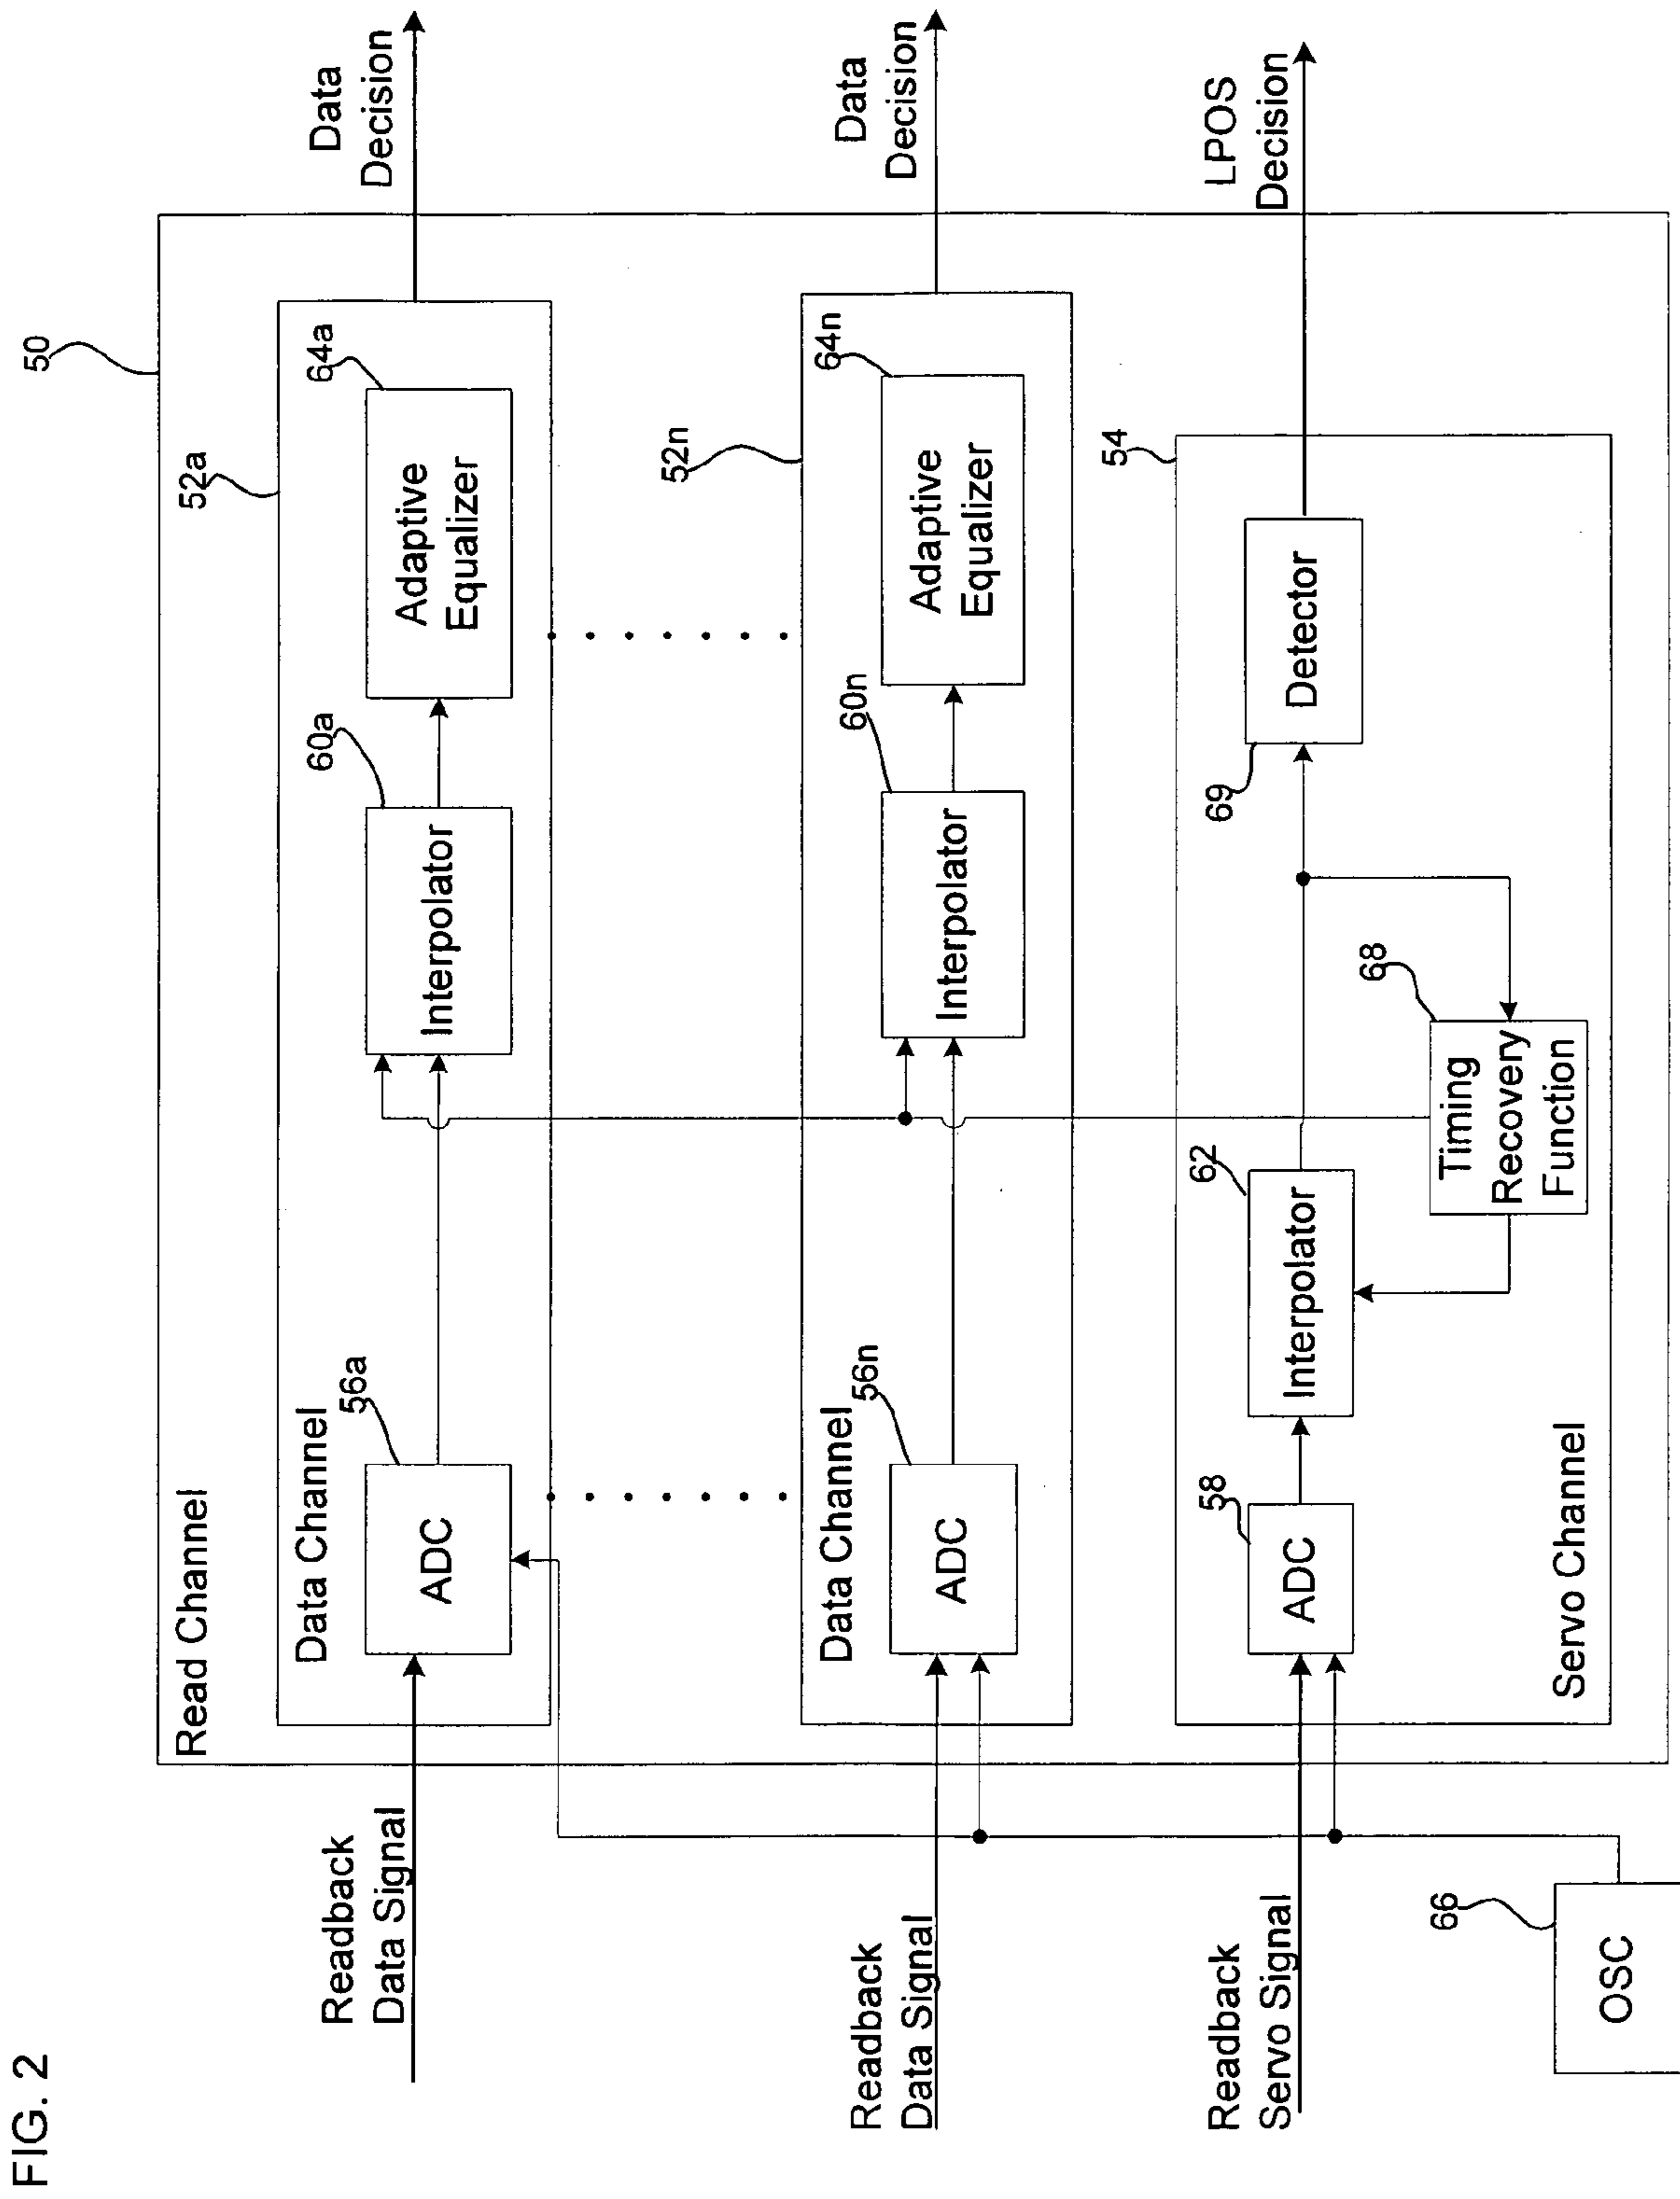 FIG. 2
50
Read Channel
52a
Data Channel
Readback
Data Signal
56a
ADC
60a
Interpolator
64a
Adaptive
Equalizer
Data
Decision
52n
Data Channel
Readback
Data Signal
56n
ADC
60n
Interpolator
64n
Adaptive
Equalizer
Data
Decision
54
Readback
Servo Signal
58
ADC
62
Interpolator
69
Detector
LPOS
Decision
68
Timing
Recovery
Function
Servo Channel
66
OSC